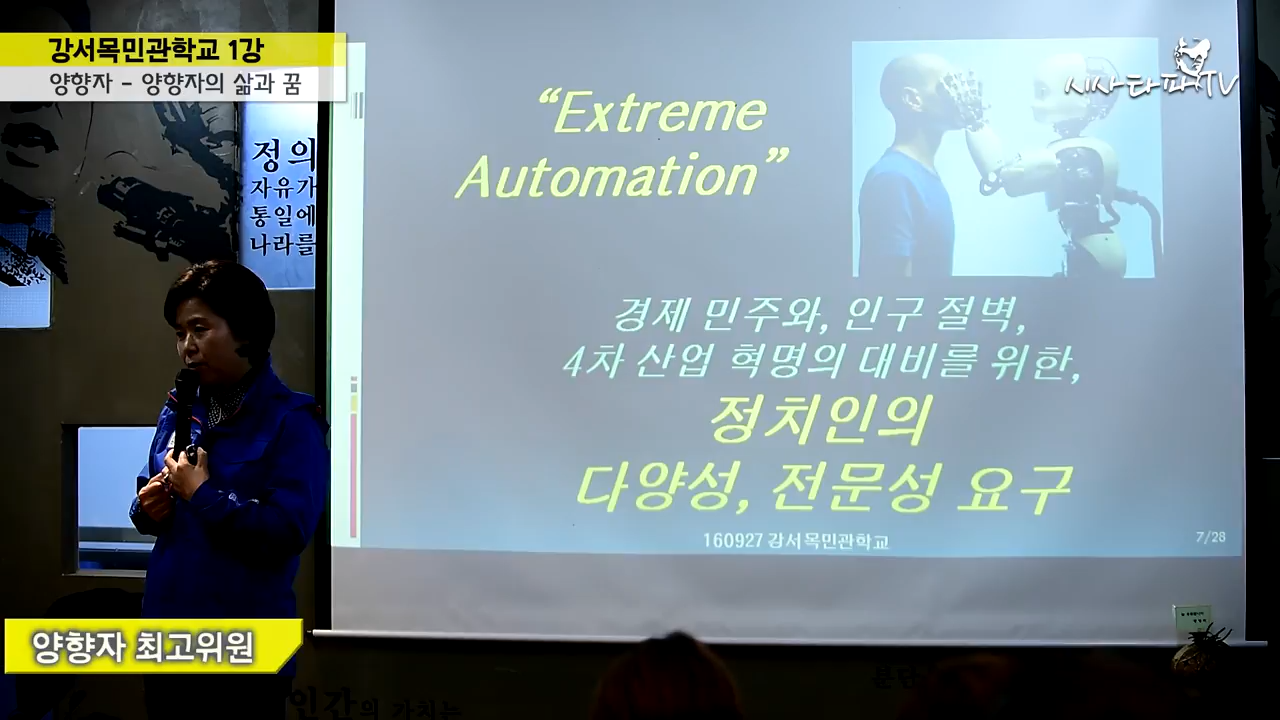 강서목민관학교 1강
양향자 - 양향자의 삶과 꿈
시사타파TV
정의
자유가
통일에
나라를
“Extreme
Automation”
경제 민주와, 인구 절벽,
4차 산업 혁명의 대비를 위한,
정치인의
다양성, 전문성 요구
160927 강서목민관학교
7/28
양향자 최고위원
인간의 가치는